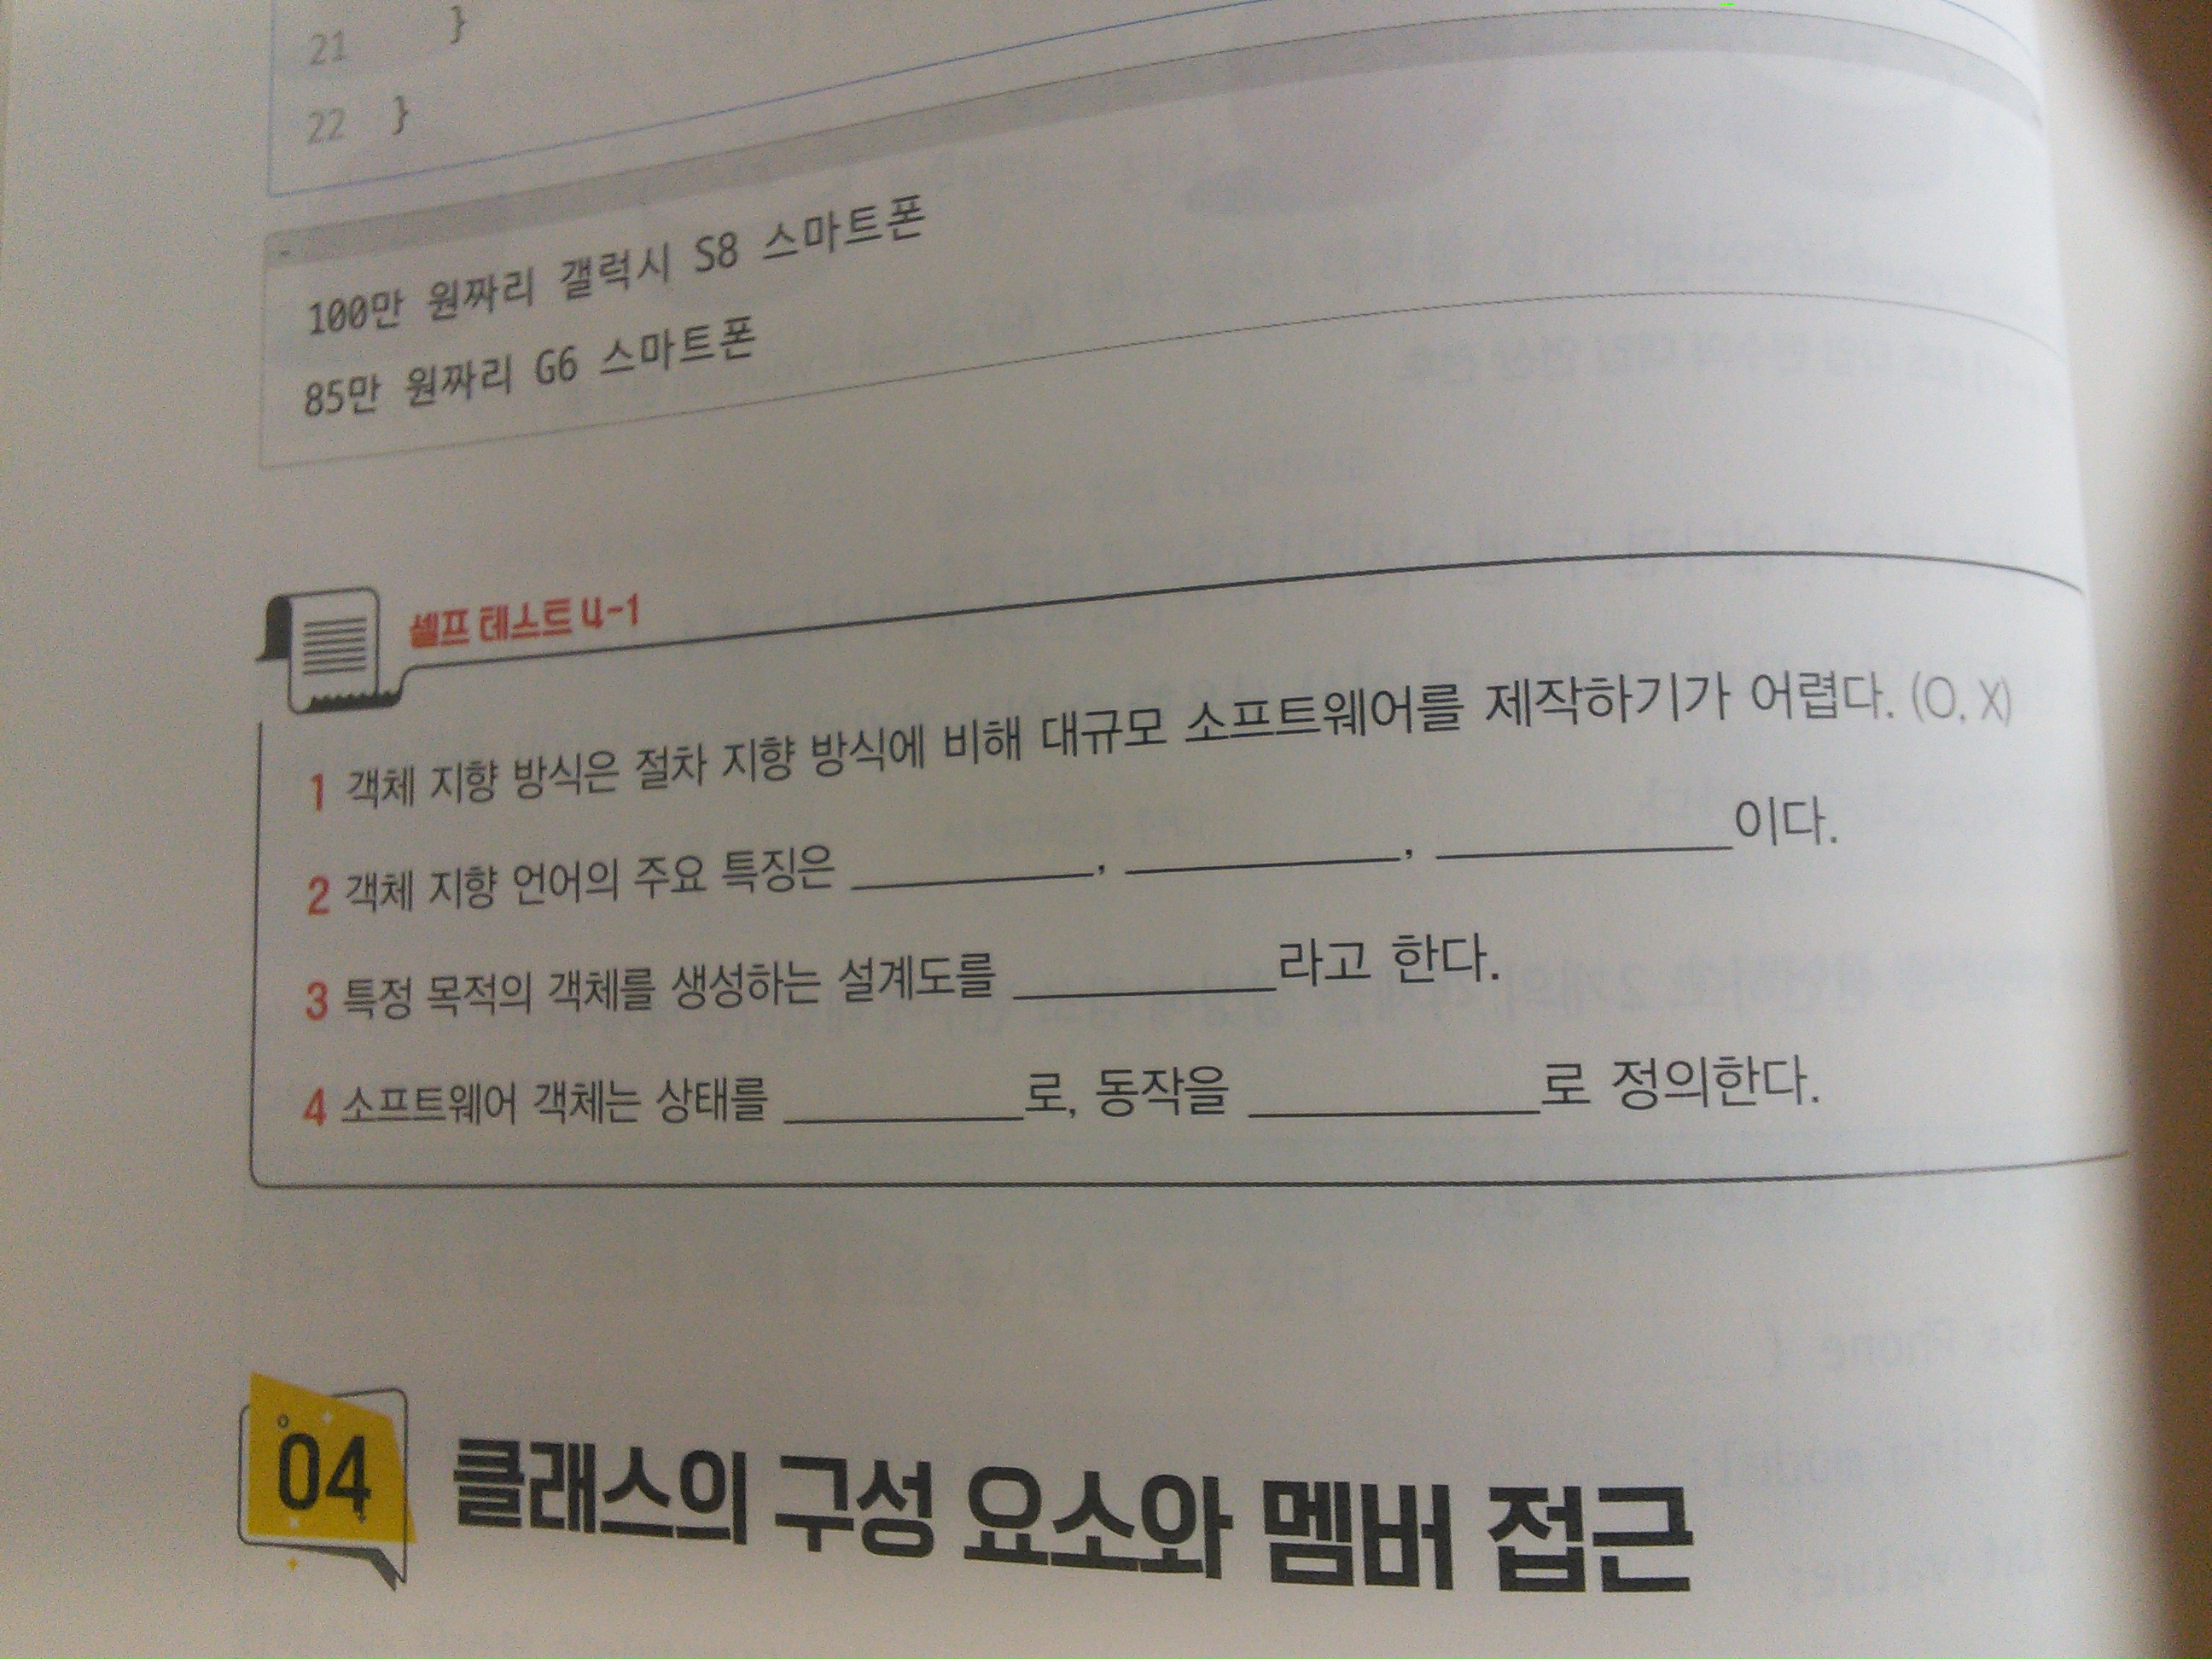 21 }
22 }
100만 원짜리 갤럭시 S8 스마트폰
85만 원짜리 G6 스마트폰
셀프 테스트 4-1
1 객체 지향 방식은 절차 지향 방식에 비해 대규모 소프트웨어를 제작하기가 어렵다. (O, X)
2 객체 지향 언어의 주요 특징은 ________, ________, ________이다.
3 특정 목적의 객체를 생성하는 설계도를 ________라고 한다.
4 소프트웨어 객체는 상태를 ________로, 동작을 ________로 정의한다.
04 클래스의 구성 요소와 멤버 접근